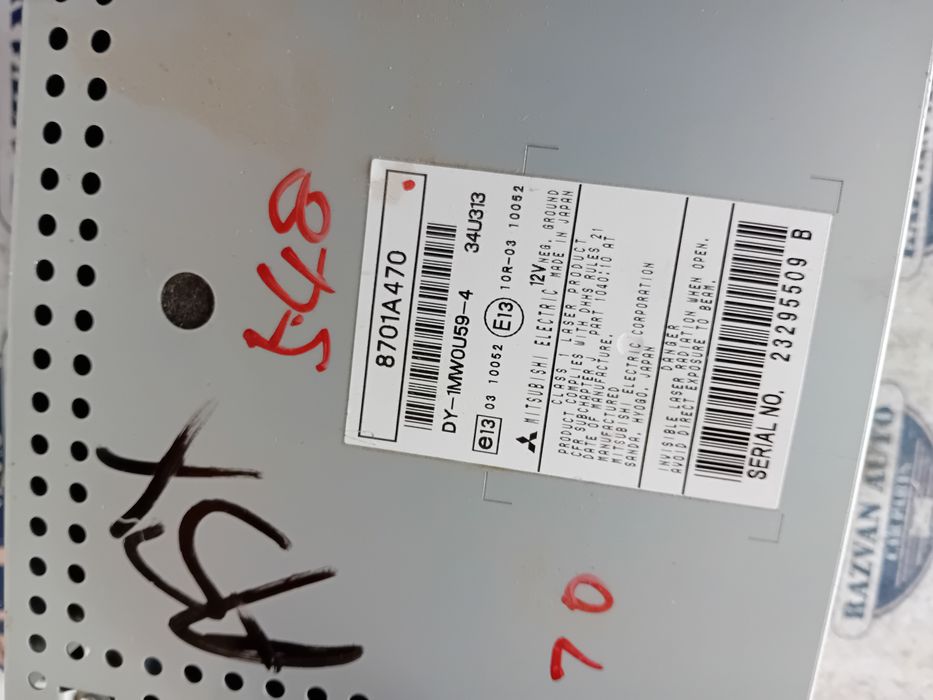 8701A470
DY-1MW0U59-4 34U313
e13 03 10052 E13 10R-03 10052
MITSUBISHI ELECTRIC 12V NEG. GROUND
MADE IN JAPAN
CLASS 1 LASER PRODUCT
PRODUCT COMPLIES WITH DHHS RULES 21
CFR SUBCHAPTER J, PART 1040:10 AT
DATE OF MANUFACTURE.
MANUFACTURED
MITSUBISHI ELECTRIC CORPORATION
SANDA, HYOGO, JAPAN
DANGER
INVISIBLE LASER RADIATION WHEN OPEN.
AVOID DIRECT EXPOSURE TO BEAM.
SERIAL NO. 23295509 B
5.48
70
RAZVAN AUTO